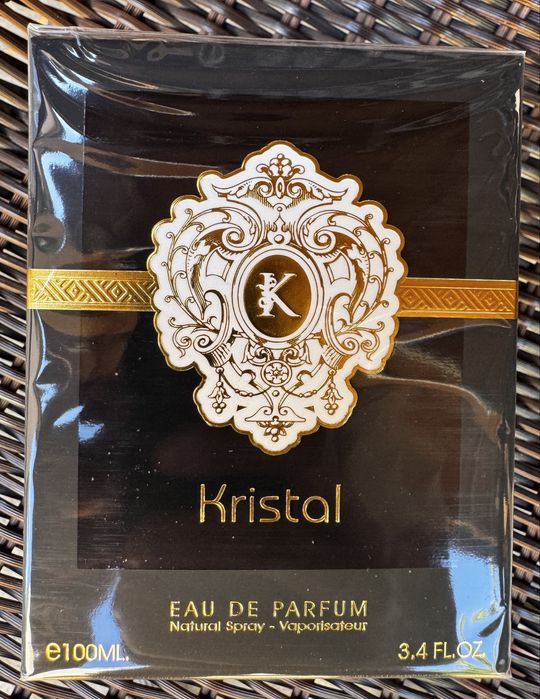 K
Kristal
EAU DE PARFUM
Natural Spray - Vaporisateur
e100ML. 3,4 FL.OZ.